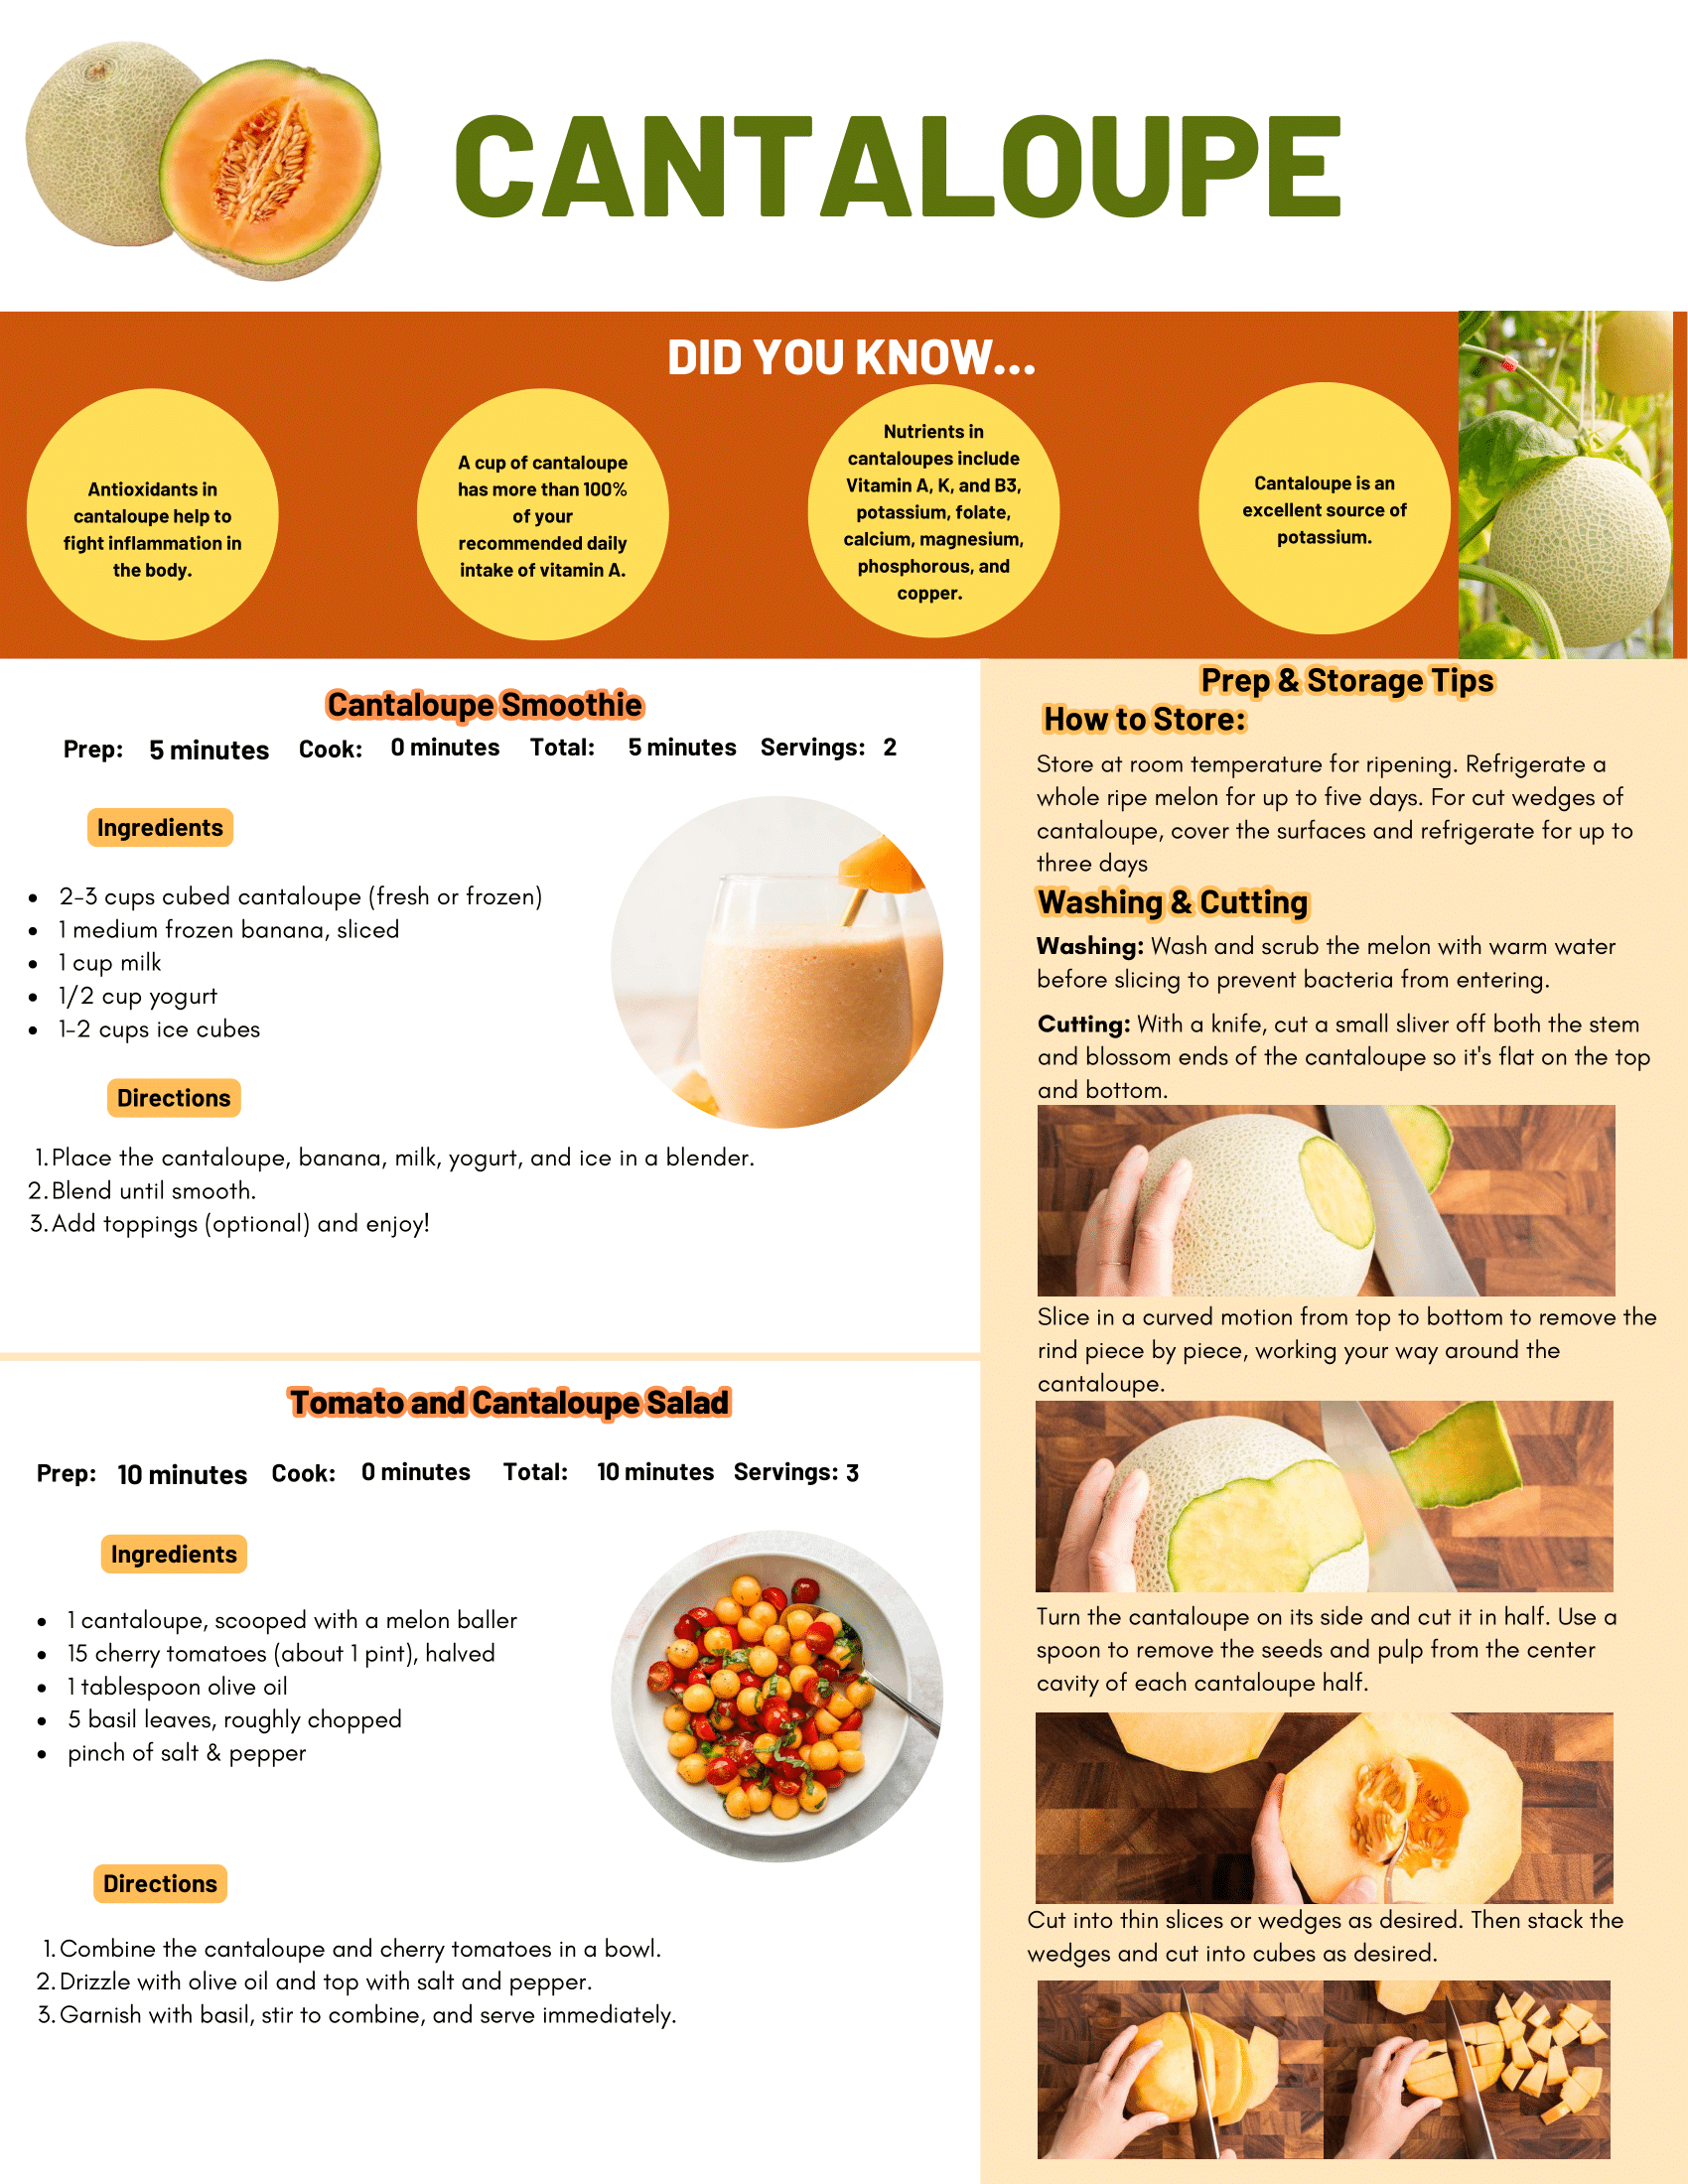 CANTALOUPE
DID YOU KNOW...
Antioxidants in
cantaloupe help to
fight inflammation in
the body.
A cup of cantaloupe
has more than 100%
of your
recommended daily
intake of vitamin A.
Nutrients in
cantaloupes include
Vitamin A, K, and B3,
potassium, folate,
calcium, magnesium,
phosphorous, and
copper.
Cantaloupe is an
excellent source of
potassium.
Cantaloupe Smoothie
Prep: 5 minutes Cook: 0 minutes Total: 5 minutes Servings: 2
Ingredients
• 2-3 cups cubed cantaloupe (fresh or frozen)
• 1 medium frozen banana, sliced
• 1 cup milk
• 1/2 cup yogurt
• 1-2 cups ice cubes
Directions
1. Place the cantaloupe, banana, milk, yogurt, and ice in a blender.
2. Blend until smooth.
3. Add toppings (optional) and enjoy!
Tomato and Cantaloupe Salad
Prep: 10 minutes Cook: 0 minutes Total: 10 minutes Servings: 3
Ingredients
• 1 cantaloupe, scooped with a melon baller
• 15 cherry tomatoes (about 1 pint), halved
• 1 tablespoon olive oil
• 5 basil leaves, roughly chopped
• pinch of salt & pepper
Directions
1. Combine the cantaloupe and cherry tomatoes in a bowl.
2. Drizzle with olive oil and top with salt and pepper.
3. Garnish with basil, stir to combine, and serve immediately.
Prep & Storage Tips
How to Store:
Store at room temperature for ripening. Refrigerate a
whole ripe melon for up to five days. For cut wedges of
cantaloupe, cover the surfaces and refrigerate for up to
three days
Washing & Cutting
Washing: Wash and scrub the melon with warm water
before slicing to prevent bacteria from entering.
Cutting: With a knife, cut a small sliver off both the stem
and blossom ends of the cantaloupe so it's flat on the top
and bottom.
Slice in a curved motion from top to bottom to remove the
rind piece by piece, working your way around the
cantaloupe.
Turn the cantaloupe on its side and cut it in half. Use a
spoon to remove the seeds and pulp from the center
cavity of each cantaloupe half.
Cut into thin slices or wedges as desired. Then stack the
wedges and cut into cubes as desired.